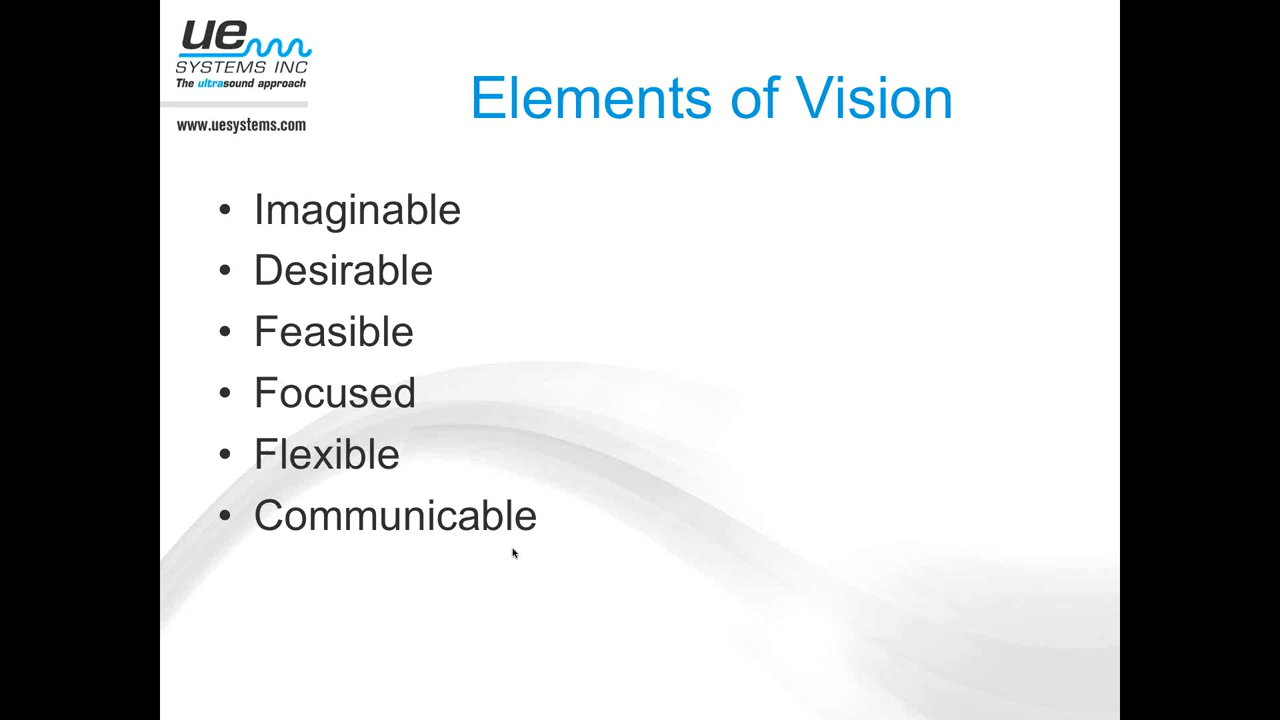 ue
SYSTEMS INC
The ultrasound approach
www.uesystems.com
Elements of Vision
• Imaginable
• Desirable
• Feasible
• Focused
• Flexible
• Communicable